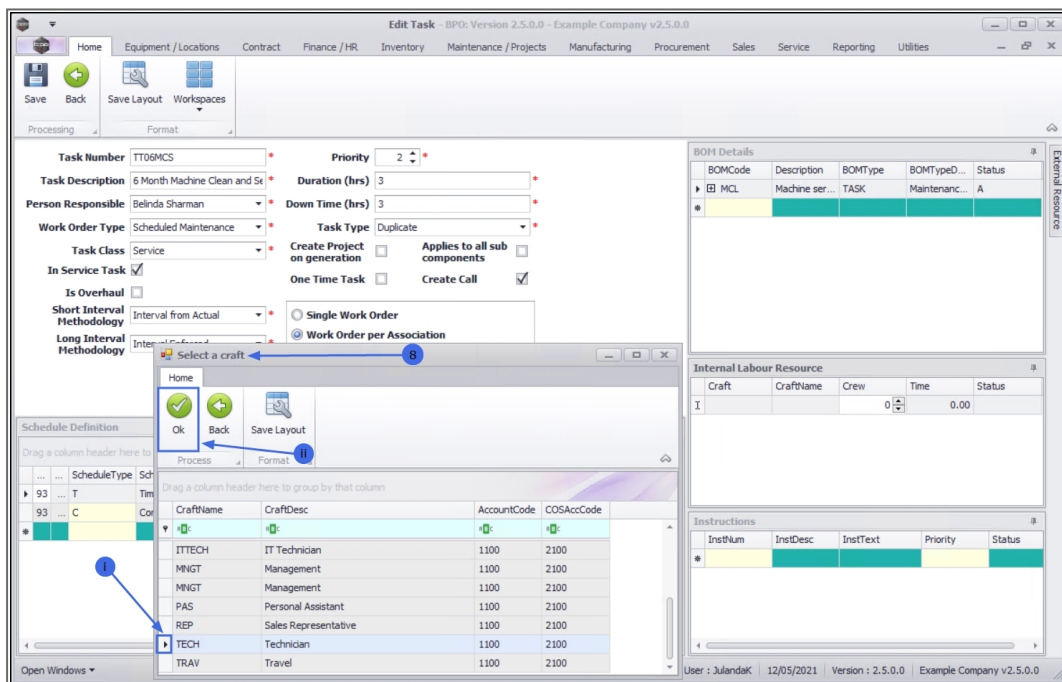 Edit Task - BPO: Version 2.5.0.0 - Example Company v2.5.0.0
Home Equipment / Locations Contract Finance / HR Inventory Maintenance / Projects Manufacturing Procurement Sales Service Reporting Utilities
Save Back Save Layout Workspaces
Processing Format
Task Number TT06MCS *
Task Description 6 Month Machine Clean and Se *
Person Responsible Belinda Sharman *
Work Order Type Scheduled Maintenance *
Task Class Service *
In Service Task
Is Overhaul
Short Interval Methodology Interval from Actual *
Long Interval Methodology
Priority 2 *
Duration (hrs) 3 *
Down Time (hrs) 3 *
Task Type Duplicate *
Create Project on generation Applies to all sub components
One Time Task Create Call
Single Work Order
Work Order per Association
BOM Details
BOMCode Description BOMType BOMTypeD... Status
MCL Machine ser... TASK Maintenanc... A
External Resource
Internal Labour Resource
Craft CraftName Crew Time Status
0 0.00
Instructions
InstNum InstDesc InstText Priority Status
Schedule Definition
Drag a column header here to
... ... ScheduleType Sch
93 ... T Tim
93 ... C Cor
Select a craft 8
Home
Ok Back Save Layout
ii
Process Format
Drag a column header here to group by that column
CraftName CraftDesc AccountCode COSAccCode
ITTECH IT Technician 1100 2100
MNGT Management 1100 2100
MNGT Management 1100 2100
PAS Personal Assistant 1100 2100
REP Sales Representative 1100 2100
i
TECH Technician 1100 2100
TRAV Travel 1100 2100
Open Windows User : JulandaK 12/05/2021 Version : 2.5.0.0 Example Company v2.5.0.0